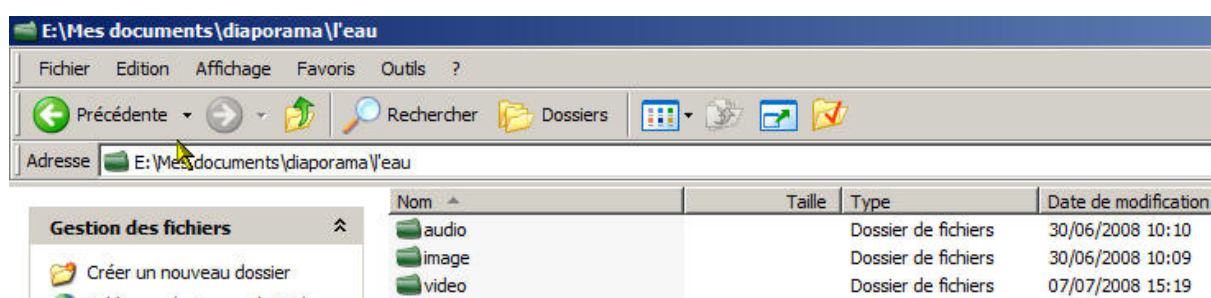 E:\Mes documents\diaporama\l'eau
Fichier Edition Affichage Favoris Outils ?
Précédente Rechercher Dossiers
Adresse E:\Mes documents\diaporama\l'eau
Nom Taille Type Date de modification
Gestion des fichiers
audio Dossier de fichiers 30/06/2008 10:10
image Dossier de fichiers 30/06/2008 10:09
Créer un nouveau dossier
video Dossier de fichiers 07/07/2008 15:19